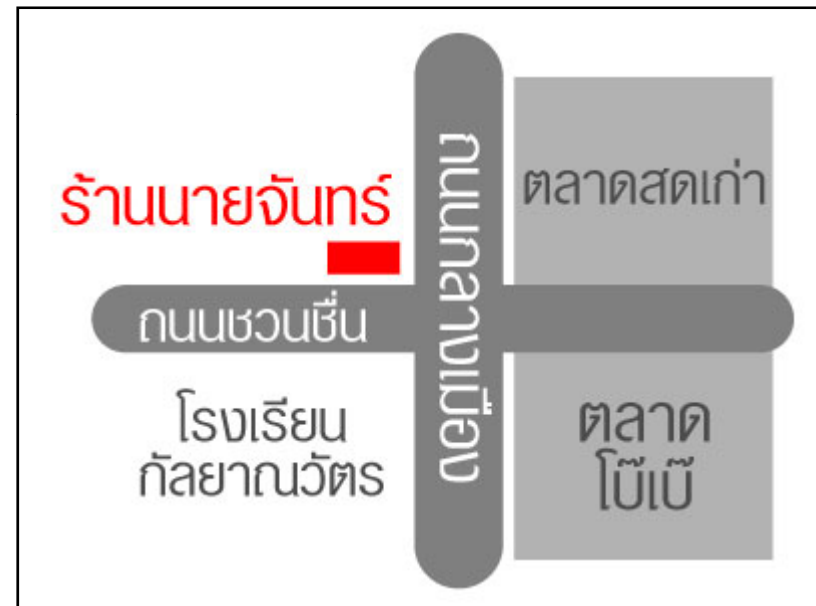 ร้านนายจันทร์
ถนนกลางเมือง
ตลาดสดเก่า
ถนนชวนชื่น
โรงเรียน
กัลยาณวัตร
ตลาด
โบ๊เบ๊